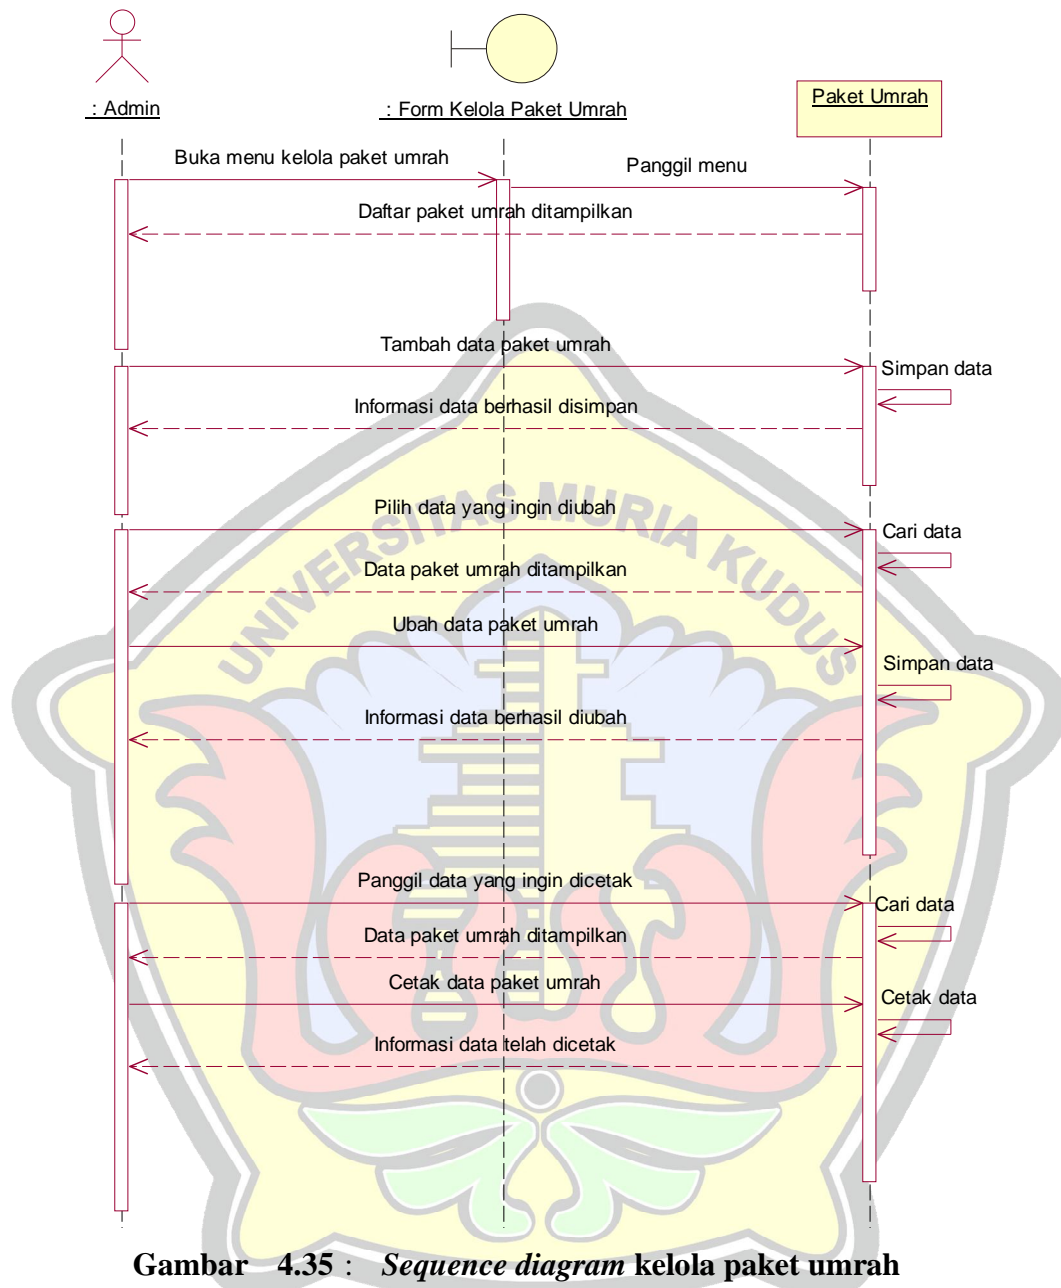 : Admin
: Form Kelola Paket Umrah
Paket Umrah
Buka menu kelola paket umrah
Panggil menu
Daftar paket umrah ditampilkan
Tambah data paket umrah
Simpan data
Informasi data berhasil disimpan
UNIVERSITAS MURIA KUDUS
Pilih data yang ingin diubah
Cari data
Data paket umrah ditampilkan
Ubah data paket umrah
Simpan data
Informasi data berhasil diubah
Panggil data yang ingin dicetak
Cari data
Data paket umrah ditampilkan
Cetak data paket umrah
Cetak data
Informasi data telah dicetak
Gambar 4.35 : Sequence diagram kelola paket umrah